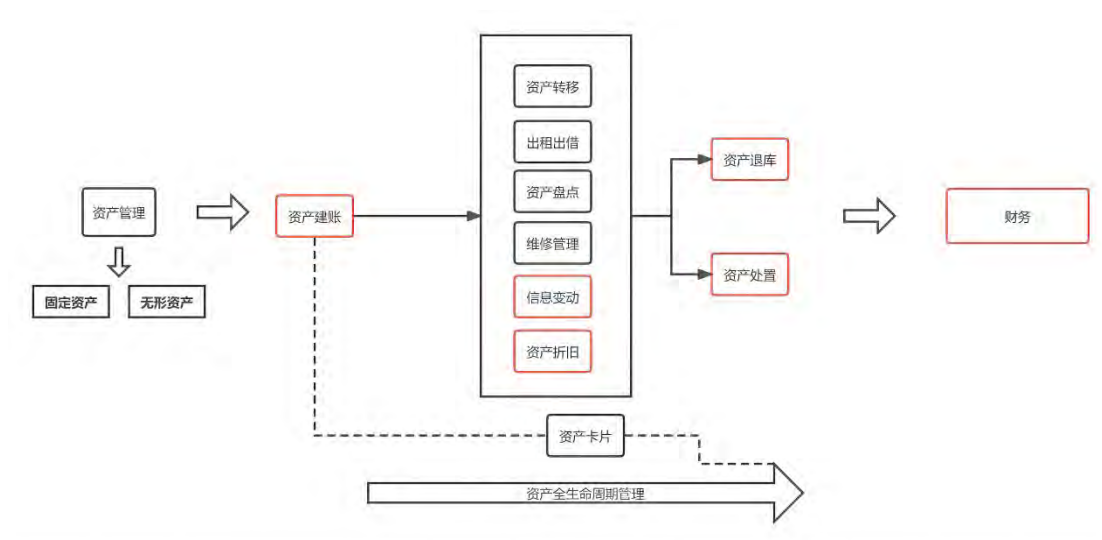 资产管理
固定资产
无形资产
资产建账
资产转移
出租出借
资产盘点
维修管理
信息变动
资产折旧
资产退库
资产处置
财务
资产卡片
资产全生命周期管理